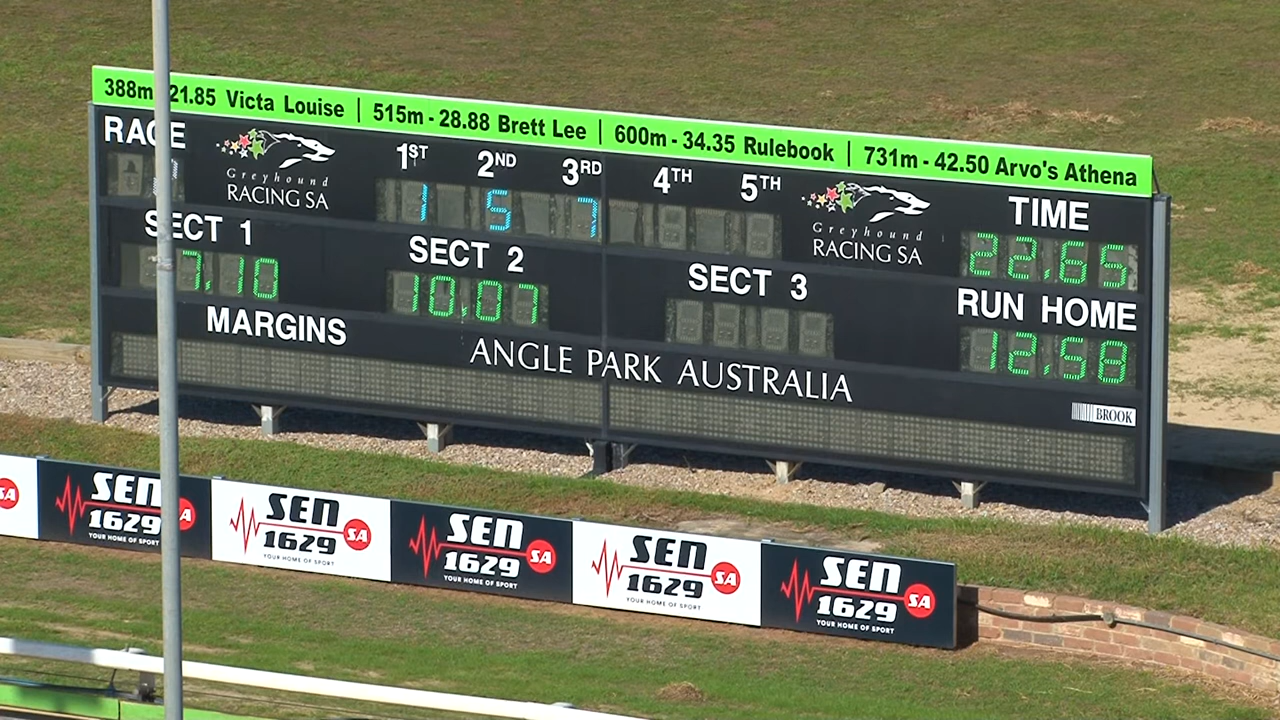 388m 21.85 Victa Louise | 515m - 28.88 Brett Lee | 600m - 34.35 Rulebook | 731m - 42.50 Arvo's Athena
RACE
Greyhound
RACING SA
1ST 2ND 3RD 4TH 5TH
1 5 7
Greyhound
RACING SA
TIME
22.65
SECT 1
7.10
SECT 2
10.07
SECT 3
RUN HOME
12.58
MARGINS
ANGLE PARK AUSTRALIA
BROOK
SA
SEN
1629 SA
YOUR HOME OF SPORT
SEN
1629 SA
YOUR HOME OF SPORT
SEN
1629 SA
YOUR HOME OF SPORT
SEN
1629 SA
YOUR HOME OF SPORT
SEN
1629 SA
YOUR HOME OF SPORT